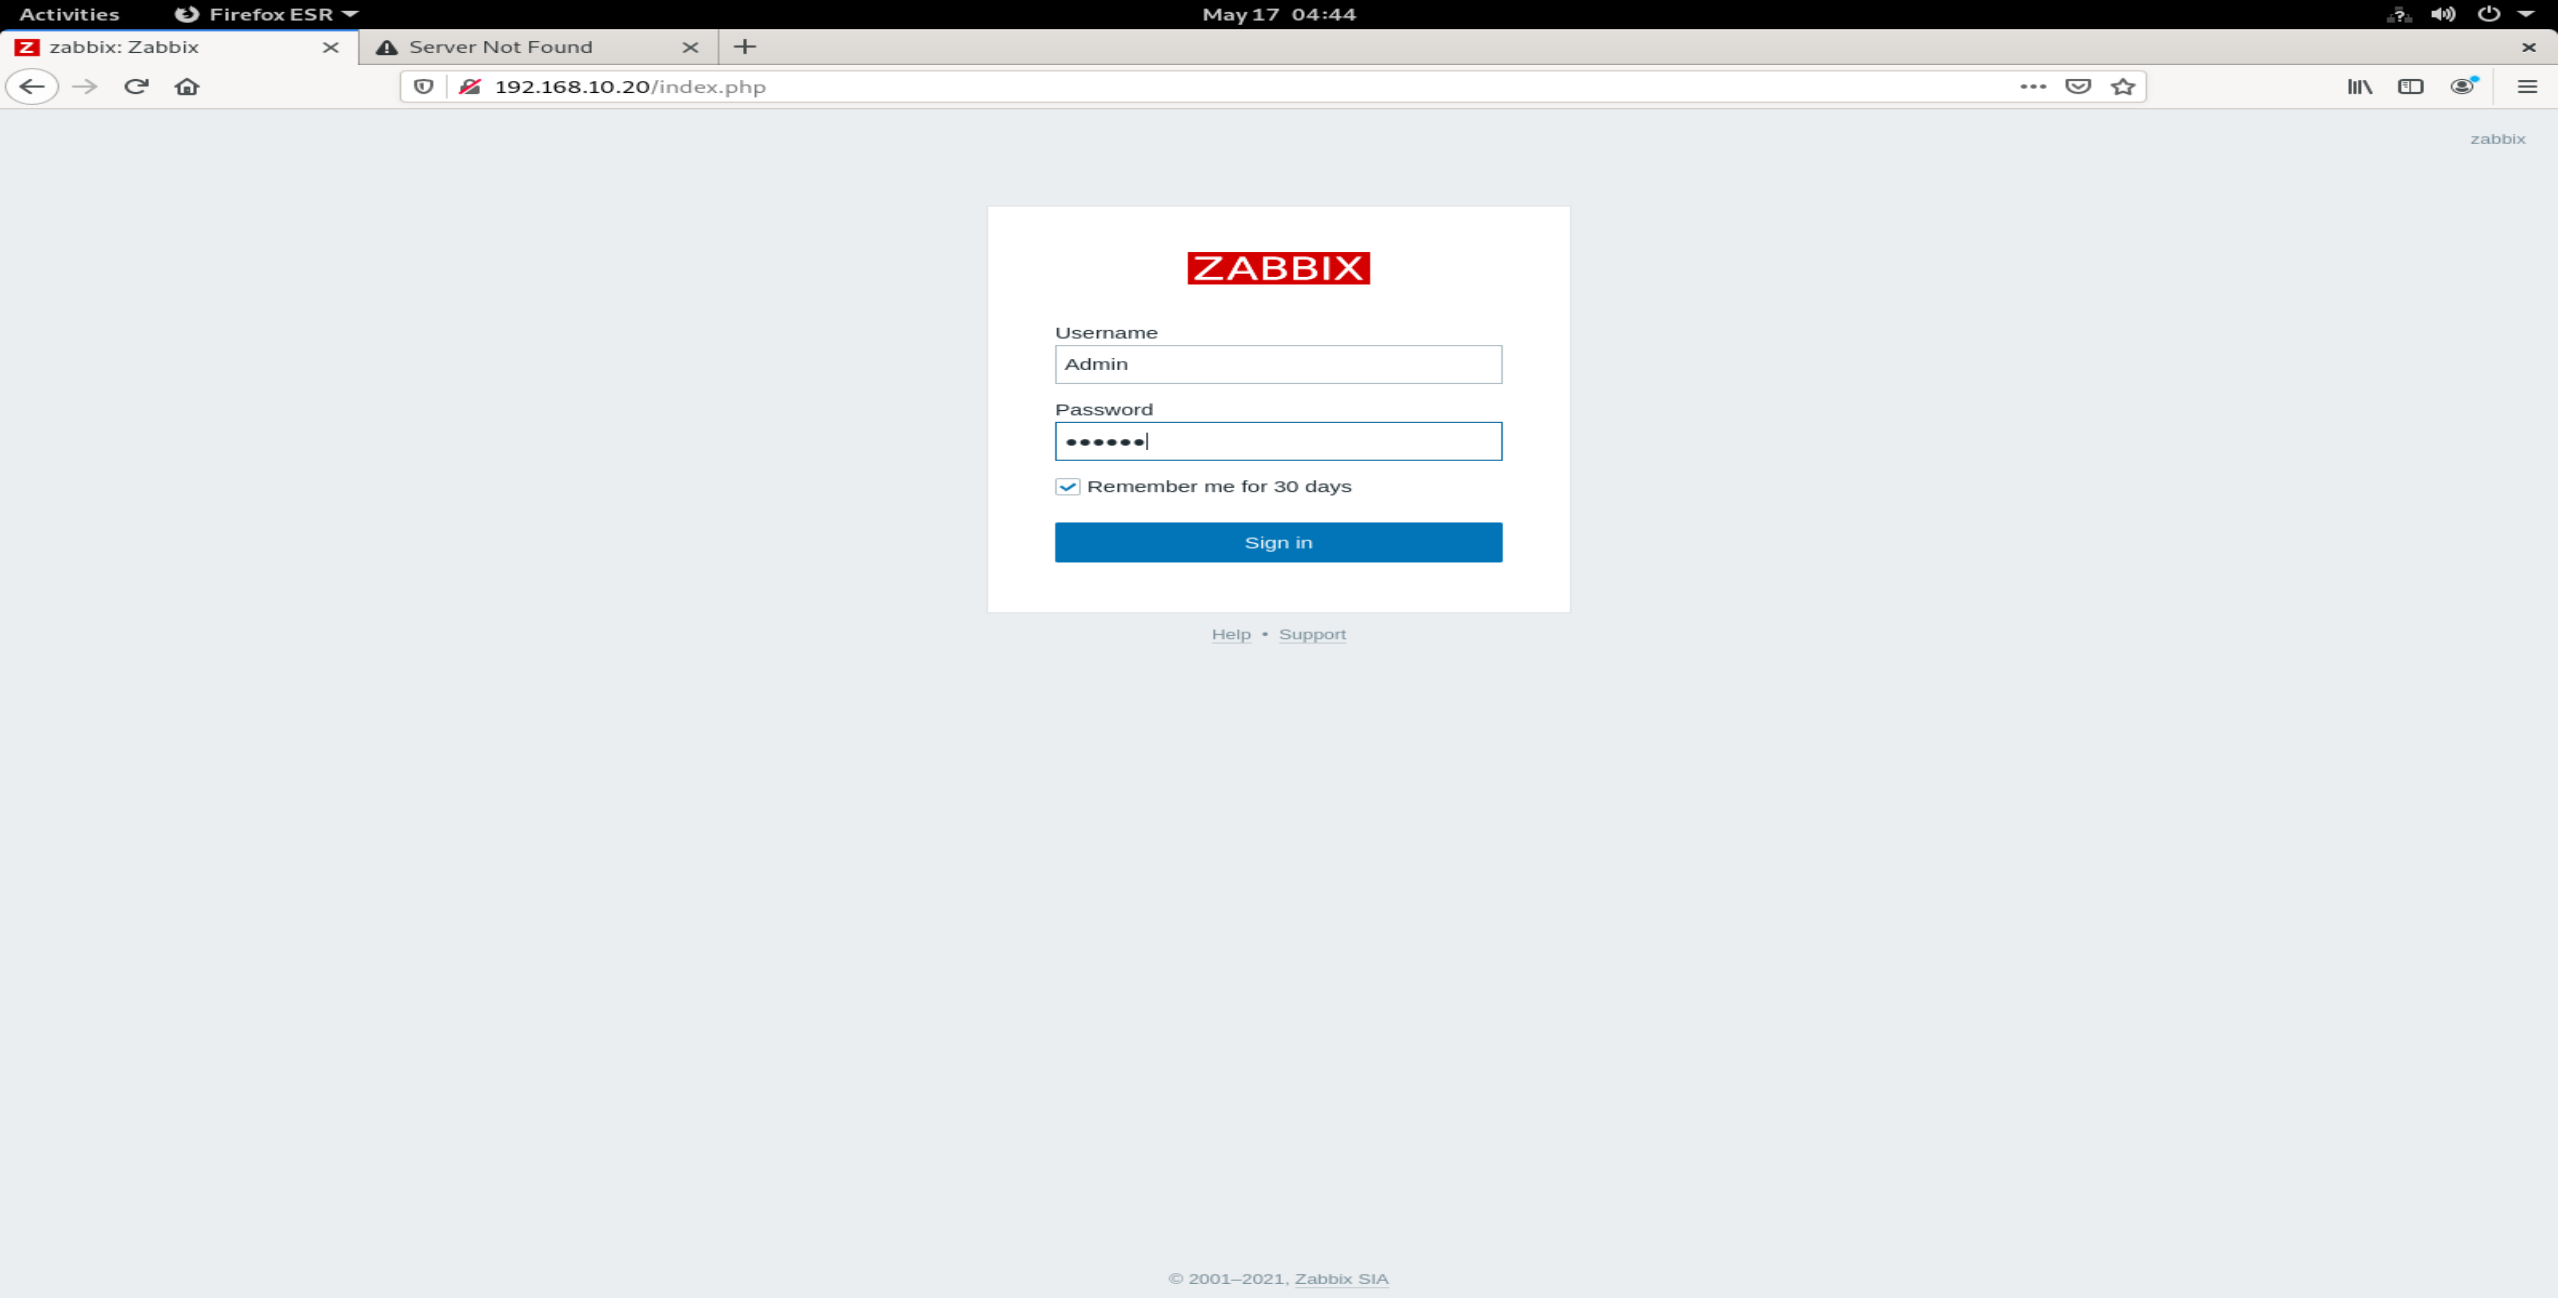 Activities Firefox ESR May 17 04:44
zabbix: Zabbix Server Not Found
192.168.10.20/index.php
zabbix
ZABBIX
Username
Admin
Password
••••••
Remember me for 30 days
Sign in
Help • Support
© 2001–2021, Zabbix SIA